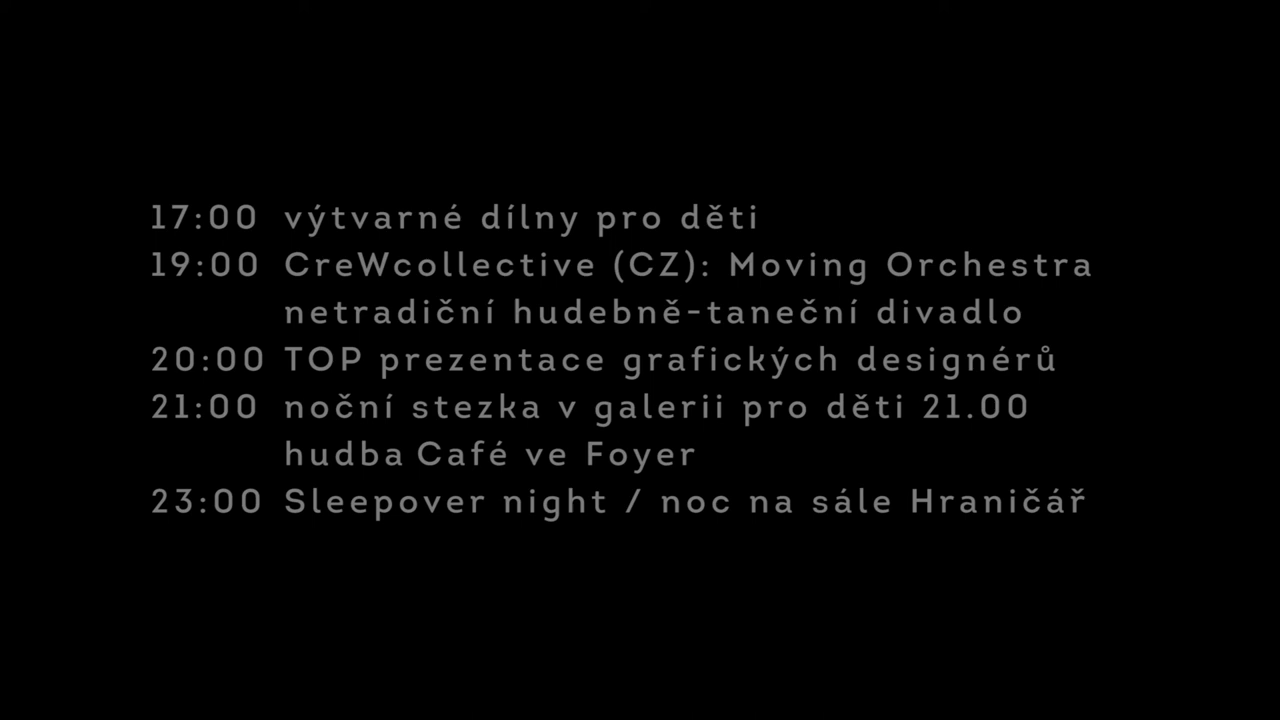 17:00 výtvarné dílny pro děti
19:00 CreWcollective (CZ): Moving Orchestra
netradiční hudebně-taneční divadlo
20:00 TOP prezentace grafických designérů
21:00 noční stezka v galerii pro děti 21.00
hudba Café ve Foyer
23:00 Sleepover night / noc na sále Hraničář